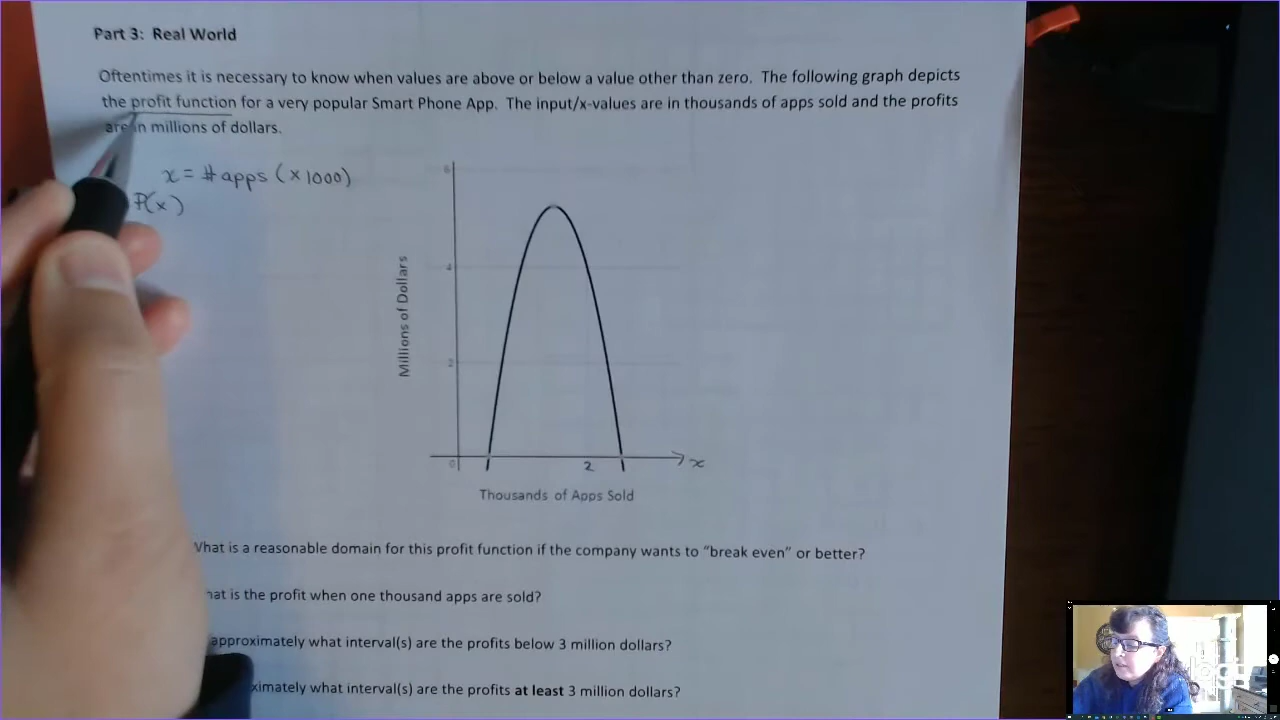 Part 3: Real World
Oftentimes it is necessary to know when values are above or below a value other than zero. The following graph depicts
the profit function for a very popular Smart Phone App. The input/x-values are in thousands of apps sold and the profits
are in millions of dollars.
x = # apps (x 1000)
P(x)
6
4
Millions of Dollars
2
0
2
x
Thousands of Apps Sold
What is a reasonable domain for this profit function if the company wants to “break even” or better?
is the profit when one thousand apps are sold?
approximately what interval(s) are the profits below 3 million dollars?
what interval(s) are the profits at least 3 million dollars?